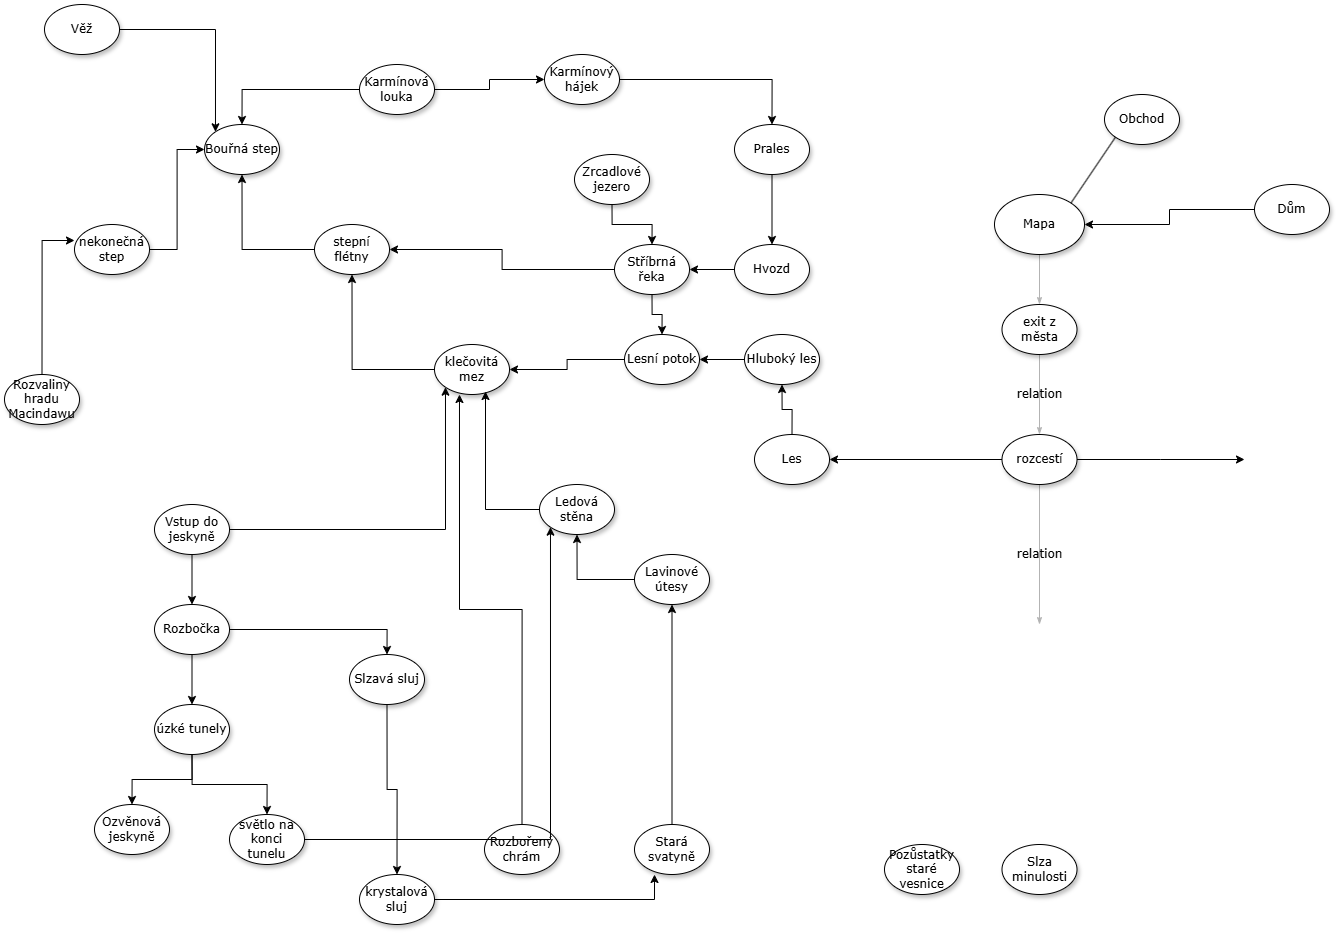 Věž
Karmínová
louka
Karmínový
hájek
Obchod
Bouřná step
Prales
Zrcadlové
jezero
Mapa
Dům
nekonečná
step
stepní
flétny
Stříbrná
řeka
Hvozd
exit z
města
klečovitá
mez
Lesní potok
Hluboký les
Rozvaliny
hradu
Macindawu
relation
Les
rozcestí
Vstup do
jeskyně
Ledová
stěna
relation
Lavinové
útesy
Rozbočka
Slzavá sluj
úzké tunely
Ozvěnová
jeskyně
světlo na
konci
tunelu
Rozbořený
chrám
Stará
svatyně
krystalová
sluj
Pozůstatky
staré
vesnice
Slza
minulosti